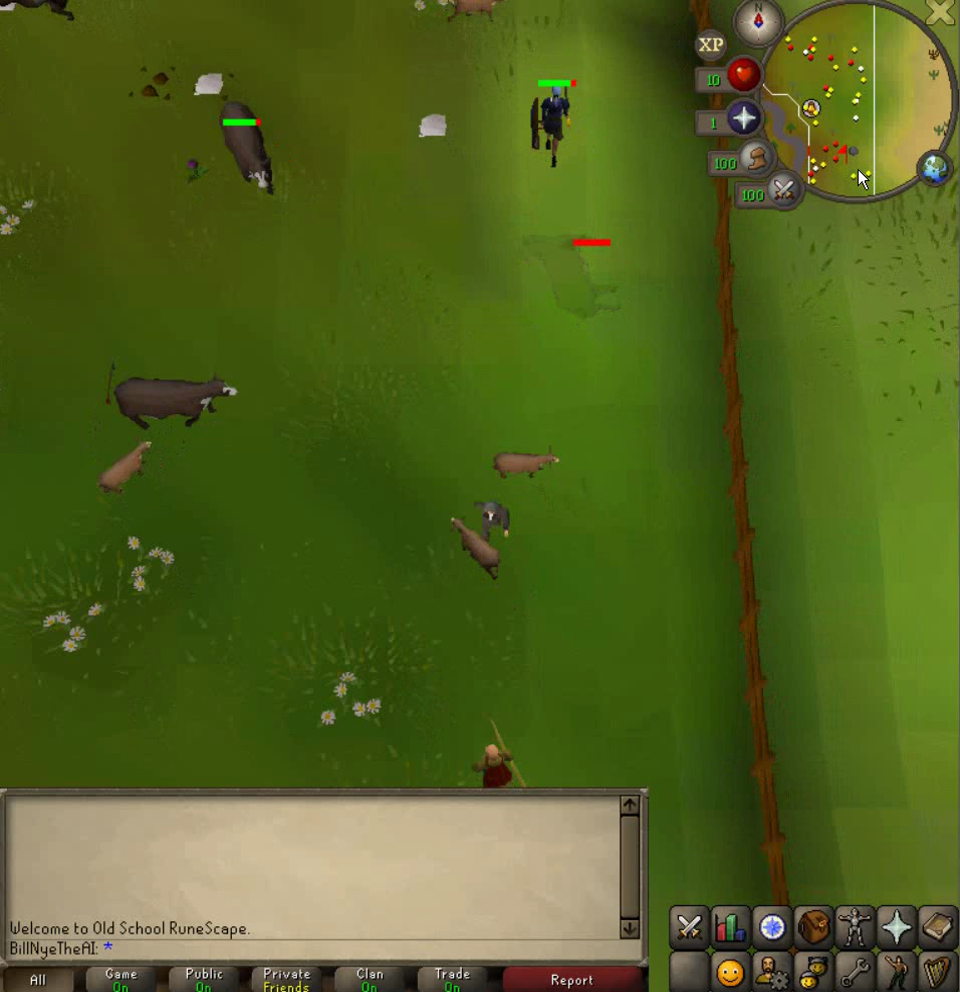 N
XP
10
1
100
100
Welcome to Old School RuneScape.
BillNyeTheAI: *
All
Game
On
Public
On
Private
Friends
Clan
On
Trade
On
Report